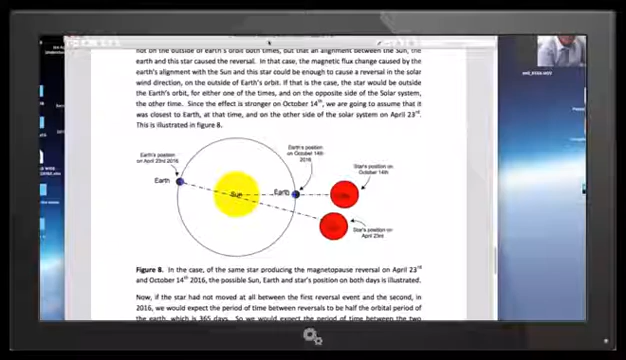 not on the outside of earth's orbit both times, but that an alignment between the Sun, the
earth and this star caused the reversal. In that case, the magnetic flux change caused by the
earth's alignment with the Sun and this star could be enough to cause a reversal in the solar
wind direction, on the outside of Earth's orbit. If that is the case, the star would be outside
the Earth's orbit, for either one of the times, and on the opposite side of the Solar system,
the other time. Since the effect is stronger on October 14th, we are going to assume that it
was closest to Earth, at that time, and on the other side of the solar system on April 23rd.
This is illustrated in figure 8.
Earth's position
on April 23rd 2016
Earth
Sun
Earth
Earth's position
on October 14th
2016
Star's position on
October 14th
Star's position on
April 23rd
Figure 8. In the case, of the same star producing the magnetopause reversal on April 23rd
and October 14th 2016, the possible Sun, Earth and star's position on both days is illustrated.
Now, if the star had not moved at all between the first reversal event and the second, in
2016, we would expect the period of time between reversals to be half the orbital period of
the earth, which is 365 days. So we would expect the period of time between the two